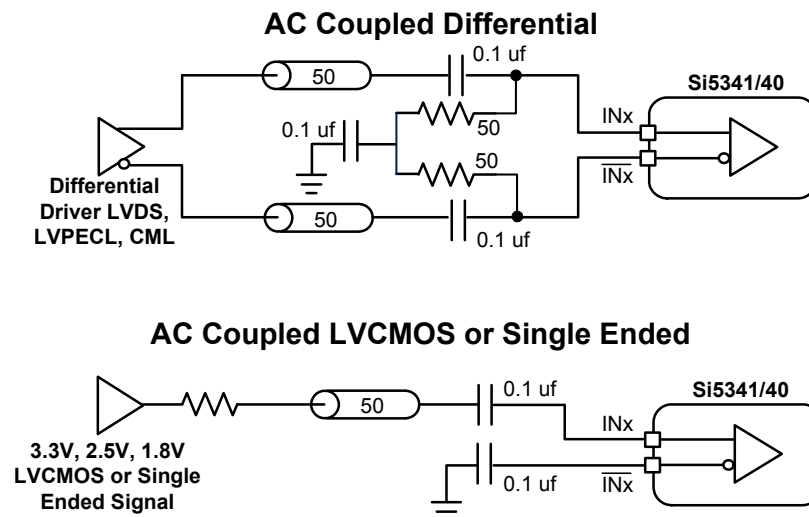 AC Coupled Differential
50
0.1 uf
Si5341/40
INx
0.1 uf
50
50
INx
Differential
Driver LVDS,
LVPECL, CML
50
0.1 uf
AC Coupled LVCMOS or Single Ended
50
0.1 uf
Si5341/40
INx
3.3V, 2.5V, 1.8V
LVCMOS or Single
Ended Signal
0.1 uf
INx